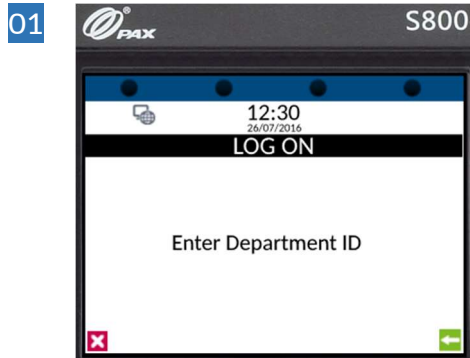 01
PAX
S800
12:30
26/07/2016
LOG ON
Enter Department ID